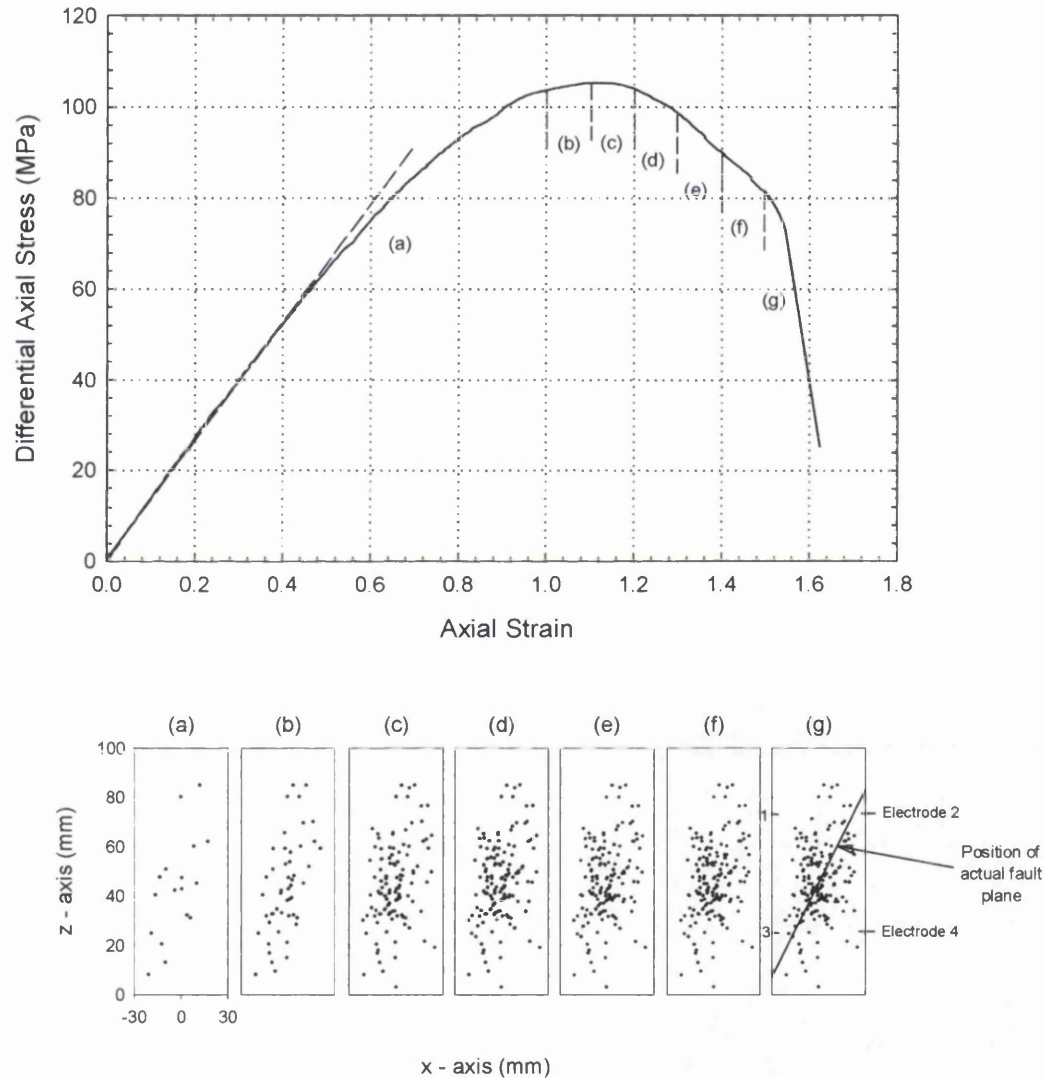 120
100
80
60
40
20
0
Differential Axial Stress (MPa)
(a)
(b)
(c)
(d)
(e)
(f)
(g)
0.0 0.2 0.4 0.6 0.8 1.0 1.2 1.4 1.6 1.8
Axial Strain
(a) (b) (c) (d) (e) (f) (g)
100
80
60
40
20
0
z - axis (mm)
-30 0 30
1
3
Electrode 2
Position of
actual fault
plane
Electrode 4
x - axis (mm)